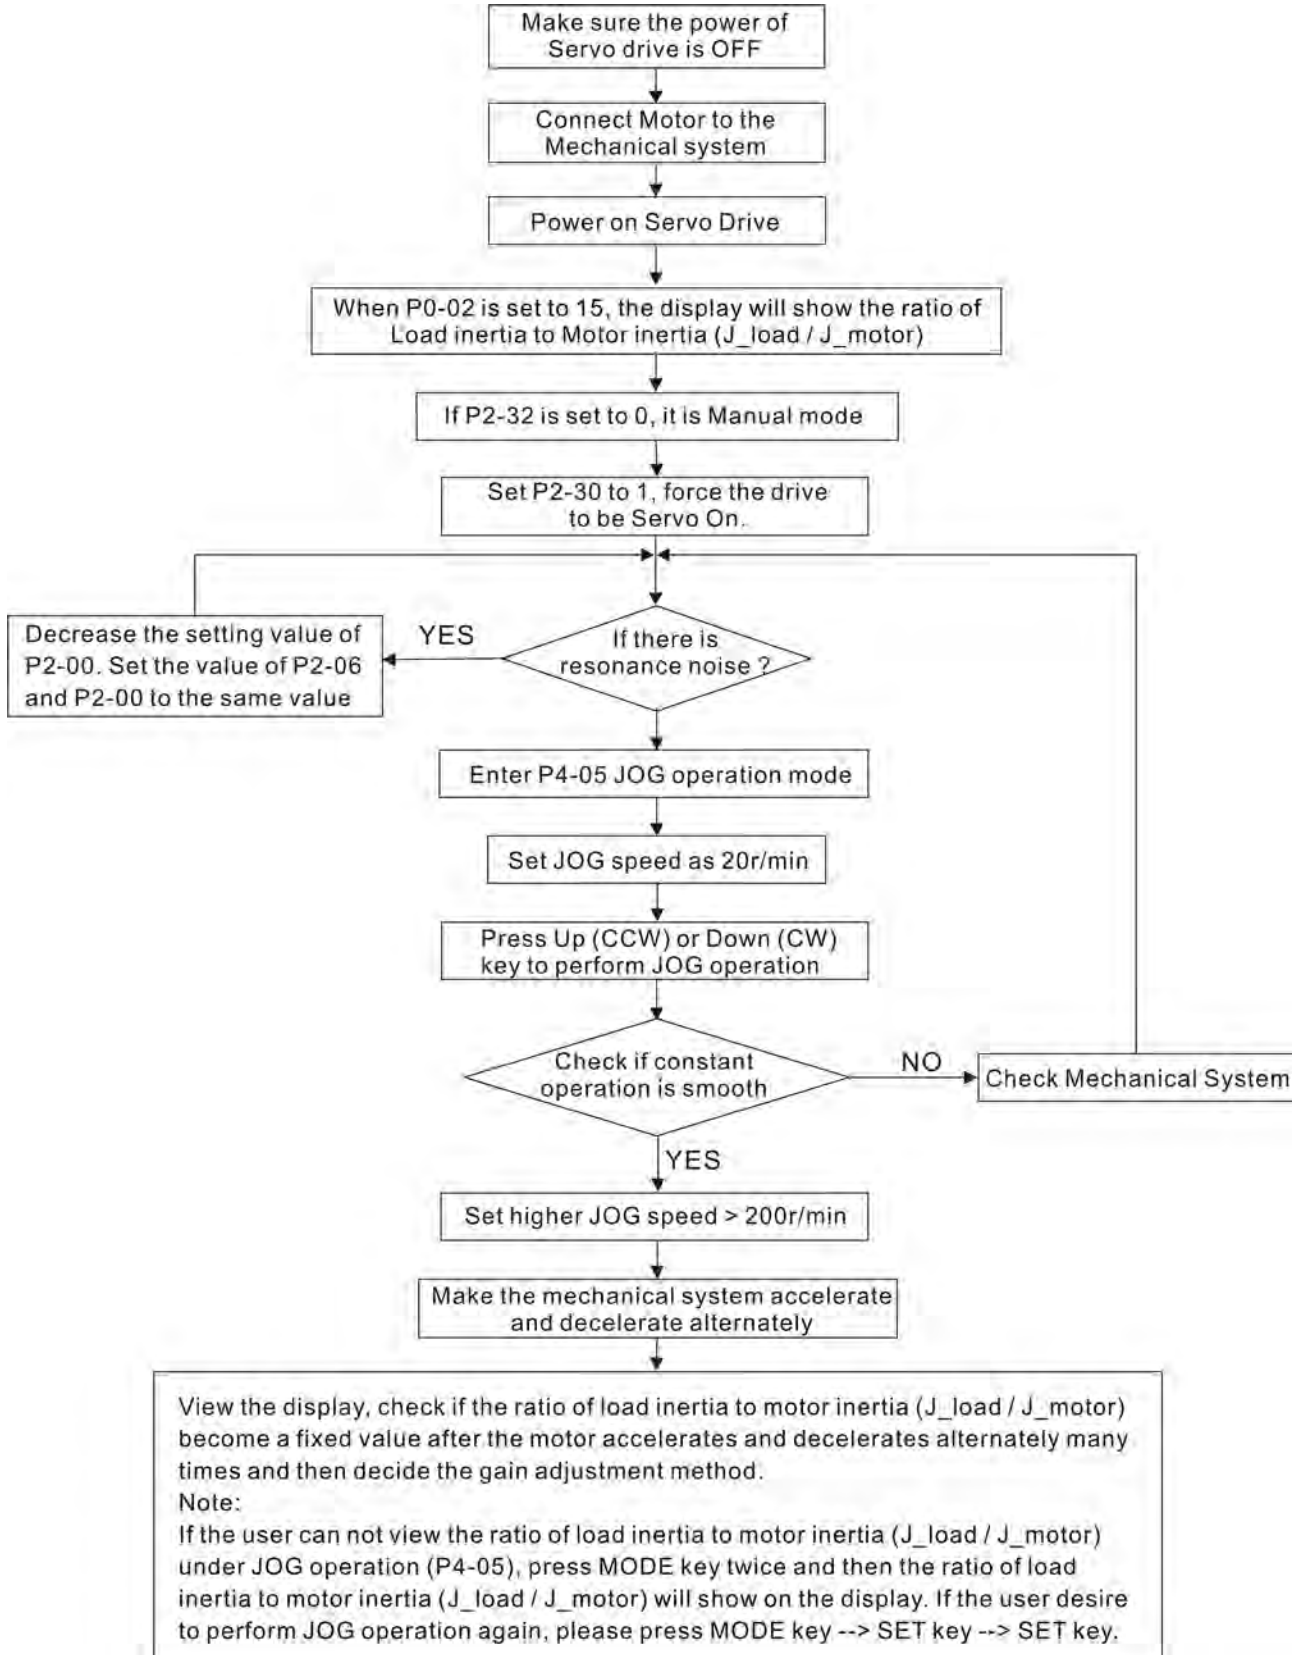 Make sure the power of
Servo drive is OFF
Connect Motor to the
Mechanical system
Power on Servo Drive
When P0-02 is set to 15, the display will show the ratio of
Load inertia to Motor inertia (J_load / J_motor)
If P2-32 is set to 0, it is Manual mode
Set P2-30 to 1, force the drive
to be Servo On.
If there is
resonance noise ?
YES
Decrease the setting value of
P2-00. Set the value of P2-06
and P2-00 to the same value
Enter P4-05 JOG operation mode
Set JOG speed as 20r/min
Press Up (CCW) or Down (CW)
key to perform JOG operation
Check if constant
operation is smooth
NO
Check Mechanical System
YES
Set higher JOG speed > 200r/min
Make the mechanical system accelerate
and decelerate alternately
View the display, check if the ratio of load inertia to motor inertia (J_load / J_motor)
become a fixed value after the motor accelerates and decelerates alternately many
times and then decide the gain adjustment method.
Note:
If the user can not view the ratio of load inertia to motor inertia (J_load / J_motor)
under JOG operation (P4-05), press MODE key twice and then the ratio of load
inertia to motor inertia (J_load / J_motor) will show on the display. If the user desire
to perform JOG operation again, please press MODE key --> SET key --> SET key.